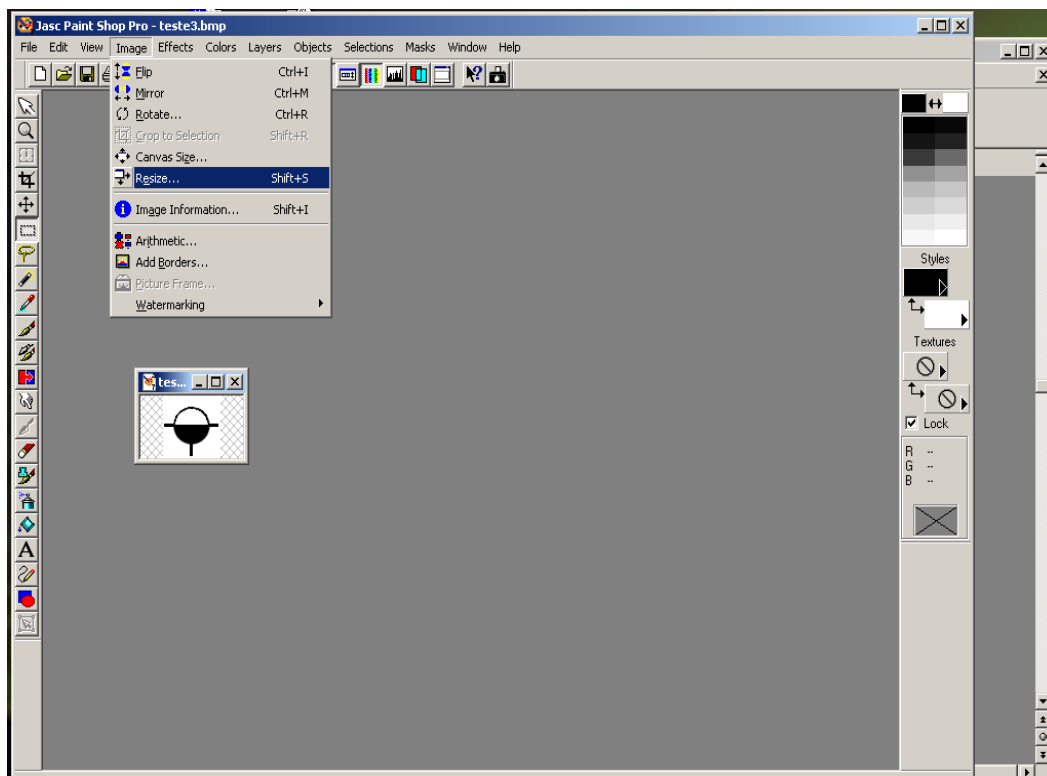 Jasc Paint Shop Pro - teste3.bmp
File Edit View Image Effects Colors Layers Objects Selections Masks Window Help
Flip Ctrl+I
Mirror Ctrl+M
Rotate... Ctrl+R
Crop to Selection Shift+R
Canvas Size...
Resize... Shift+S
Image Information... Shift+I
Arithmetic...
Add Borders...
Picture Frame...
Watermarking
tes...
A
Styles
Textures
Lock
R --
G --
B --